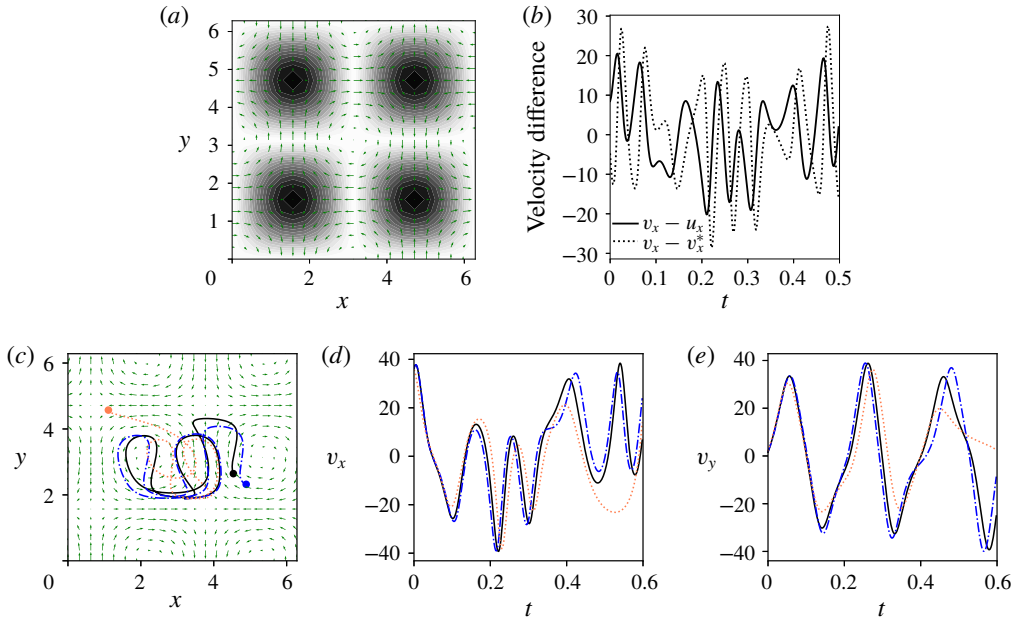 (a)
6
5
4
y 3
2
1
0 2 4 6
x
(b)
30
20
10
0
−10
−20
−30
Velocity difference
v_x − u_x
v_x − v_x^*
0 0.1 0.2 0.3 0.4 0.5
t
(c)
6
4
y
2
0 2 4 6
x
(d)
40
20
v_x 0
−20
−40
0 0.2 0.4 0.6
t
(e)
40
20
v_y 0
−20
−40
0 0.2 0.4 0.6
t